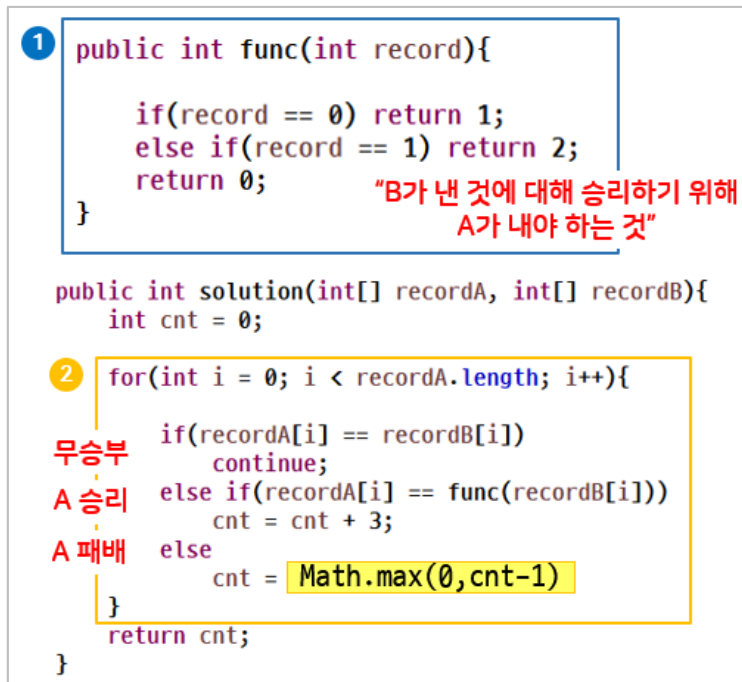 1
public int func(int record){
if(record == 0) return 1;
else if(record == 1) return 2;
return 0;
}
“B가 낸 것에 대해 승리하기 위해
A가 내야 하는 것”
public int solution(int[] recordA, int[] recordB){
int cnt = 0;
2
for(int i = 0; i < recordA.length; i++){
if(recordA[i] == recordB[i])
무승부
continue;
A 승리
else if(recordA[i] == func(recordB[i]))
cnt = cnt + 3;
A 패배
else
cnt = Math.max(0,cnt-1)
}
return cnt;
}